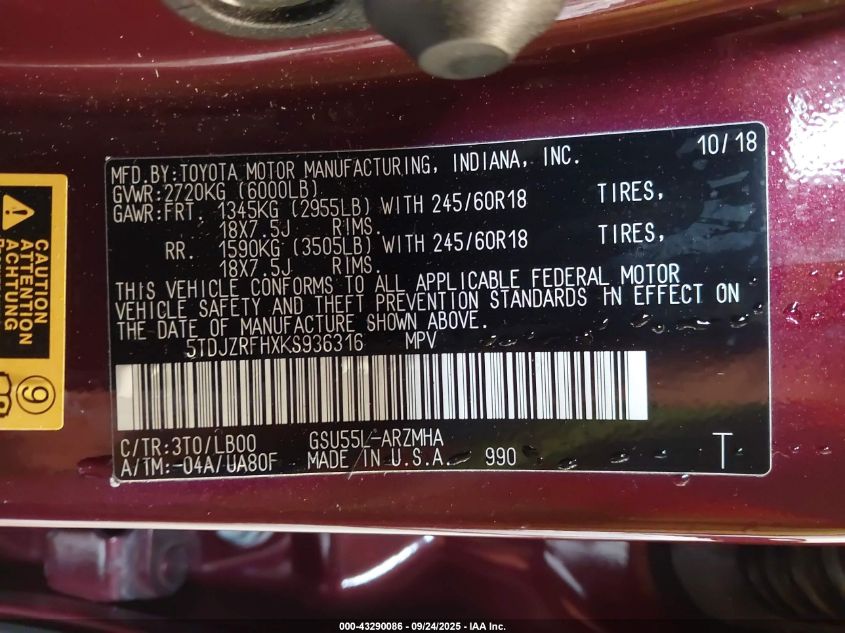 MFD.BY:TOYOTA MOTOR MANUFACTURING, INDIANA, INC. 10/18
GVWR:2720KG (6000LB)
GAWR:FRT. 1345KG (2955LB) WITH 245/60R18 TIRES,
18X7.5J RIMS.
RR. 1590KG (3505LB) WITH 245/60R18 TIRES,
18X7.5J RIMS.
THIS VEHICLE CONFORMS TO ALL APPLICABLE FEDERAL MOTOR
VEHICLE SAFETY AND THEFT PREVENTION STANDARDS IN EFFECT ON
THE DATE OF MANUFACTURE SHOWN ABOVE.
5TDJZRFHXKS936316 MPV
C/TR:3T0/LB00 GSU55L-ARZMHA
A/TM:-04A/UA80F MADE IN U.S.A. 990 T
CAUTION
ATTENTION
ACHTUNG
9
000-43290086 - 09/24/2025 - IAA Inc.